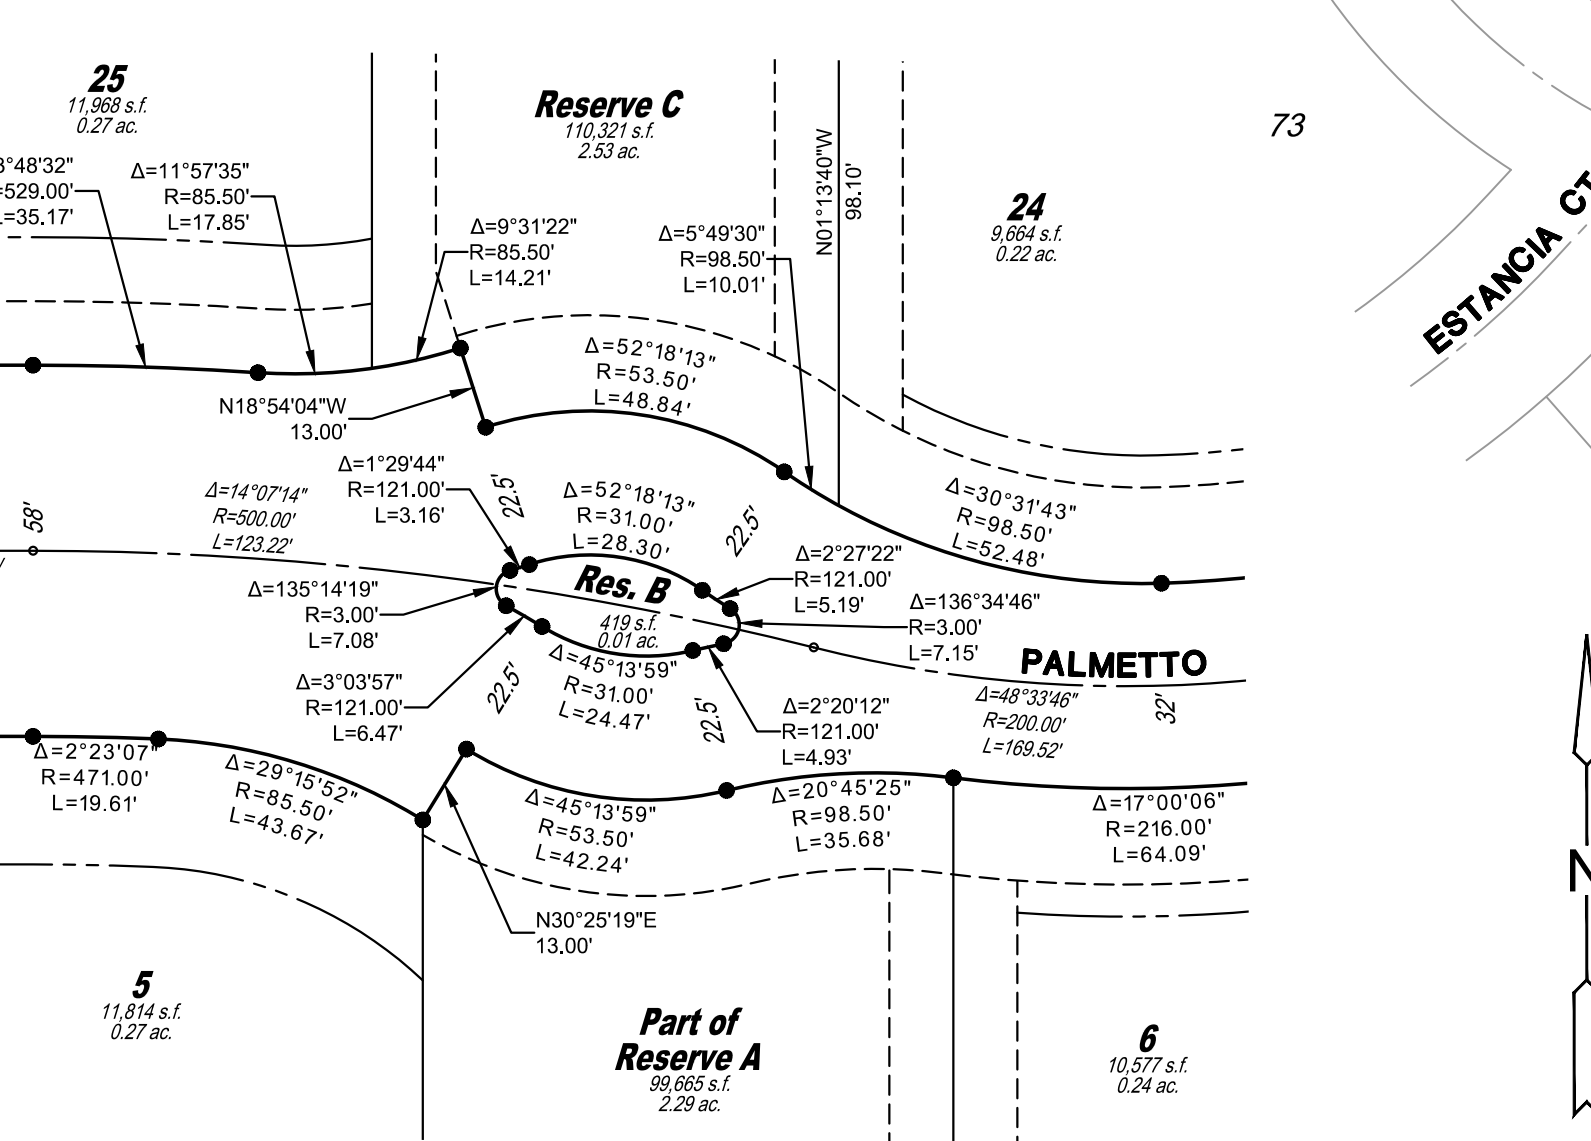 25
11,968 s.f.
0.27 ac.
Reserve C
110,321 s.f.
2.53 ac.
73
ESTANCIA CT
24
9,664 s.f.
0.22 ac.
N01°13'40"W
98.10'
°48'32"
=529.00'
=35.17'
Δ=11°57'35"
R=85.50'
L=17.85'
Δ=9°31'22"
R=85.50'
L=14.21'
Δ=5°49'30"
R=98.50'
L=10.01'
Δ=52°18'13"
R=53.50'
L=48.84'
N18°54'04"W
13.00'
Δ=1°29'44"
R=121.00'
L=3.16'
22.5'
Δ=52°18'13"
R=31.00'
L=28.30'
22.5'
Δ=30°31'43"
R=98.50'
L=52.48'
58'
Δ=14°07'14"
R=500.00'
L=123.22'
Δ=2°27'22"
R=121.00'
L=5.19'
Δ=135°14'19"
R=3.00'
L=7.08'
Res. B
419 s.f.
0.01 ac.
Δ=136°34'46"
R=3.00'
L=7.15'
PALMETTO
Δ=3°03'57"
R=121.00'
L=6.47'
22.5'
Δ=45°13'59"
R=31.00'
L=24.47'
22.5'
Δ=2°20'12"
R=121.00'
L=4.93'
Δ=48°33'46"
R=200.00'
L=169.52'
32'
Δ=2°23'07"
R=471.00'
L=19.61'
Δ=29°15'52"
R=85.50'
L=43.67'
Δ=45°13'59"
R=53.50'
L=42.24'
Δ=20°45'25"
R=98.50'
L=35.68'
Δ=17°00'06"
R=216.00'
L=64.09'
N
N30°25'19"E
13.00'
5
11,814 s.f.
0.27 ac.
Part of
Reserve A
99,665 s.f.
2.29 ac.
6
10,577 s.f.
0.24 ac.